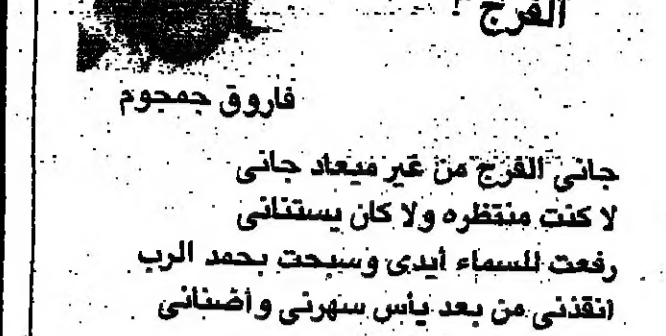 الفرج !
فاروق جمجوم
جانى الفرج من غير ميعاد جانى
لا كنت منتظره ولا كان يستنانى
رفعت للسماء أيدى وسبحت بحمد الرب
انقذنى من بعد يأس سهرنى وأضنانى